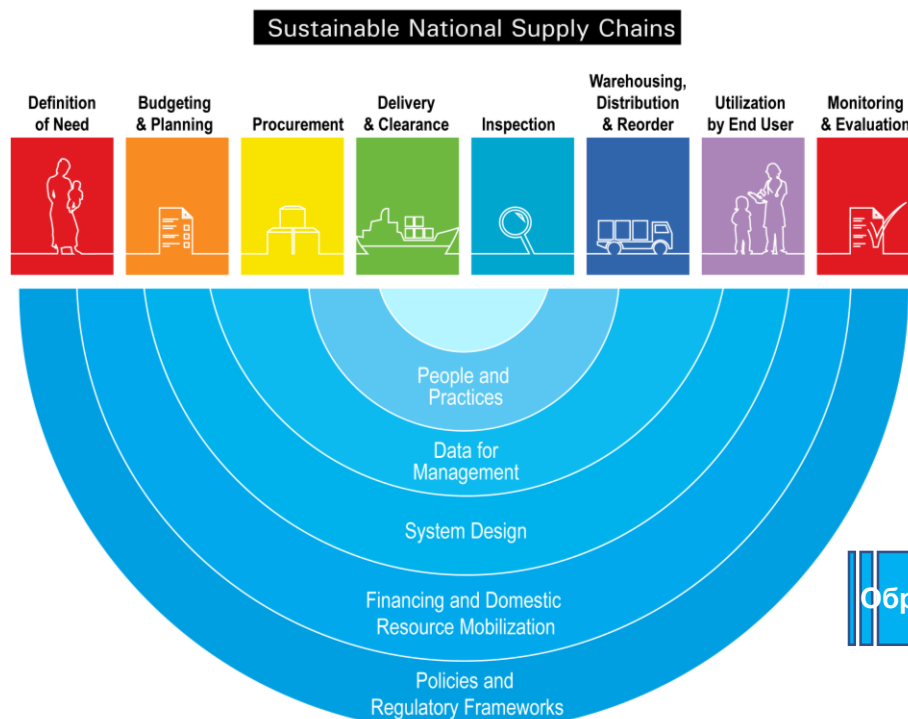 Sustainable National Supply Chains
Definition
of Need
Budgeting
& Planning
Procurement
Delivery
& Clearance
Inspection
Warehousing,
Distribution
& Reorder
Utilization
by End User
Monitoring
& Evaluation
People and
Practices
Data for
Management
System Design
Financing and Domestic
Resource Mobilization
Policies and
Regulatory Frameworks